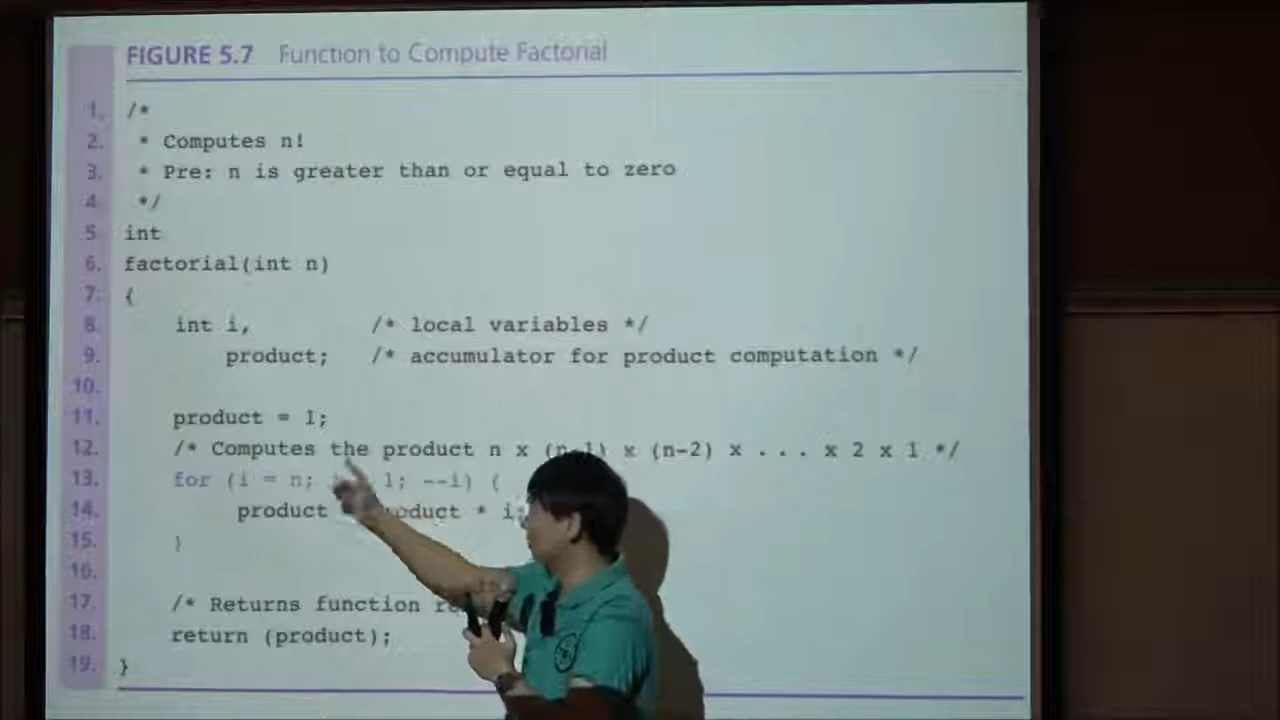 FIGURE 5.7 Function to Compute Factorial
1. /*
2. * Computes n!
3. * Pre: n is greater than or equal to zero
4. */
5. int
6. factorial(int n)
7. {
8. int i, /* local variables */
9. product; /* accumulator for product computation */
10.
11. product = 1;
12. /* Computes the product n x (n-1) x (n-2) x . . . x 2 x 1 */
13. for (i = n; 1; --i) {
14. product * i;
15. }
16.
17. /* Returns function
18. return (product);
19. }